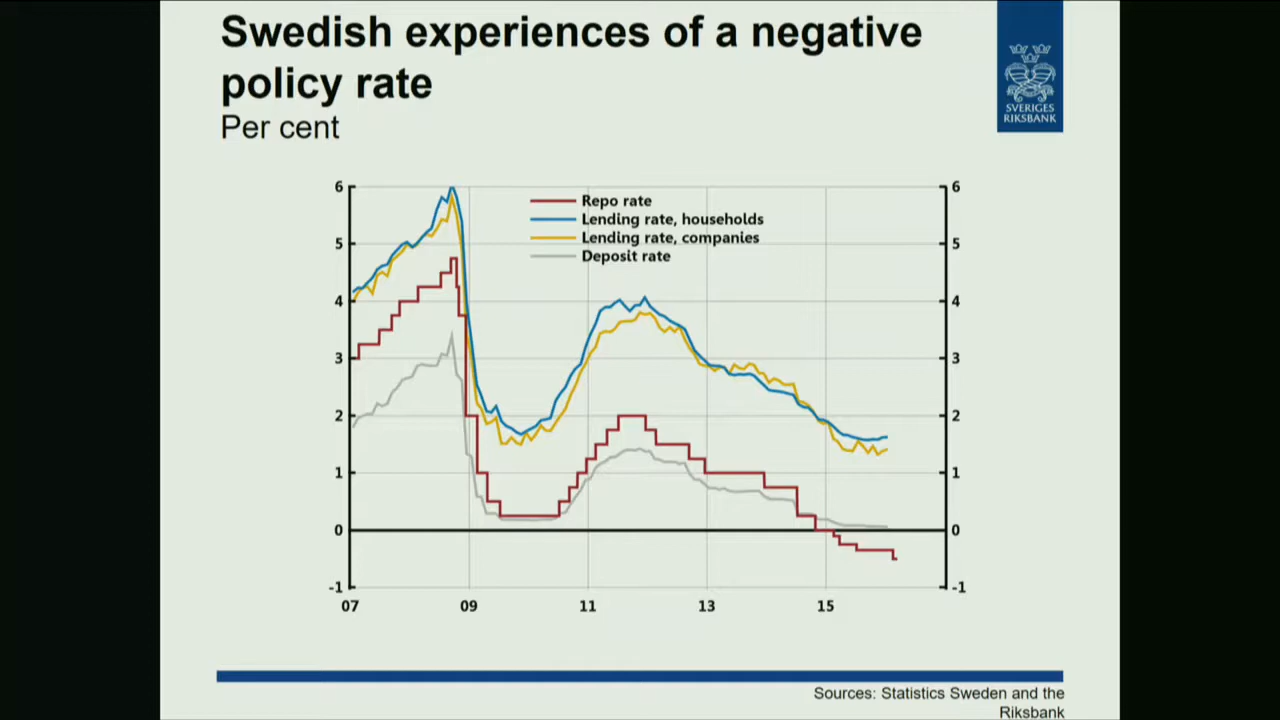 Swedish experiences of a negative
policy rate
Per cent
SVERIGES
RIKSBANK
Repo rate
Lending rate, households
Lending rate, companies
Deposit rate
6 6
5 5
4 4
3 3
2 2
1 1
0 0
-1 -1
07 09 11 13 15
Sources: Statistics Sweden and the
Riksbank